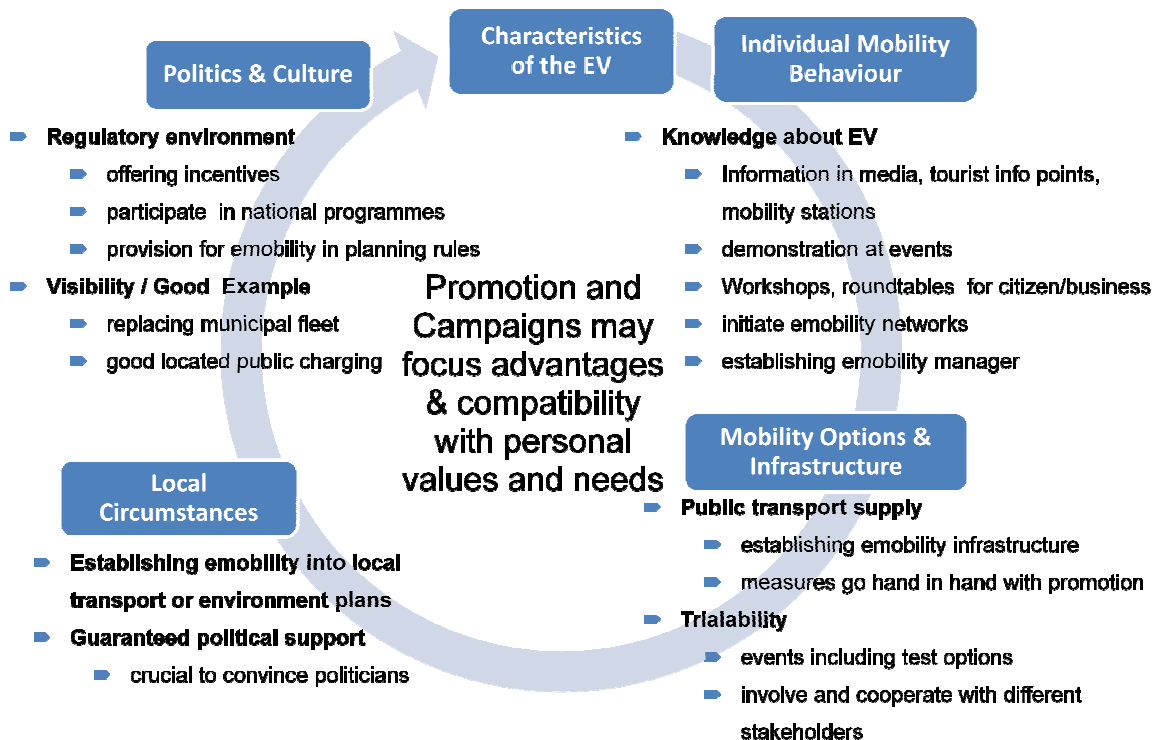 Characteristics
of the EV
Individual Mobility
Behaviour
Knowledge about EV
Information in media, tourist info points,
mobility stations
demonstration at events
Workshops, roundtables for citizen/business
initiate emobility networks
establishing emobility manager
Mobility Options &
Infrastructure
Public transport supply
establishing emobility infrastructure
measures go hand in hand with promotion
Trialability
events including test options
involve and cooperate with different
stakeholders
Local
Circumstances
Establishing emobility into local
transport or environment plans
Guaranteed political support
crucial to convince politicians
Politics & Culture
Regulatory environment
offering incentives
participate in national programmes
provision for emobility in planning rules
Visibility / Good Example
replacing municipal fleet
good located public charging
Promotion and
Campaigns may
focus advantages
& compatibility
with personal
values and needs